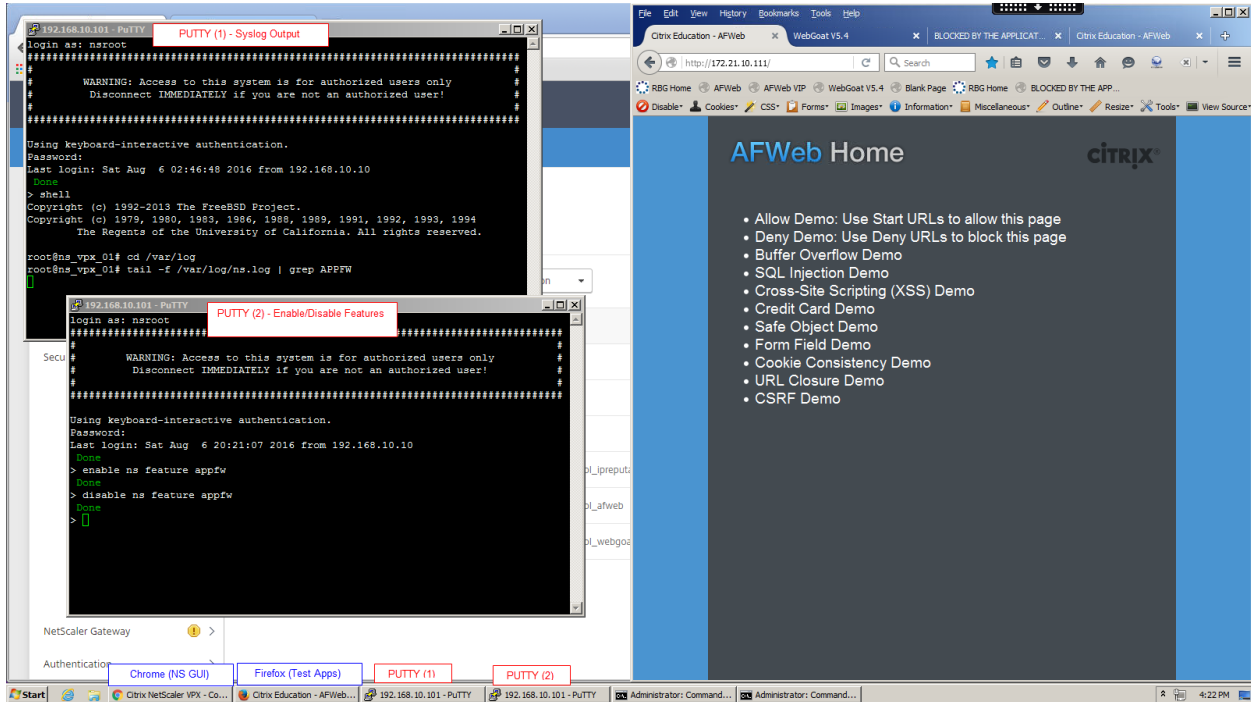 192.168.10.101 - PuTTY
PUTTY (1) - Syslog Output
login as: nsroot
################################################################################
# #
# WARNING: Access to this system is for authorized users only #
# Disconnect IMMEDIATELY if you are not an authorized user! #
# #
################################################################################
Using keyboard-interactive authentication.
Password:
Last login: Sat Aug 6 02:46:48 2016 from 192.168.10.10
Done
> shell
Copyright (c) 1992-2013 The FreeBSD Project.
Copyright (c) 1979, 1980, 1983, 1986, 1988, 1989, 1991, 1992, 1993, 1994
The Regents of the University of California. All rights reserved.
root@ns_vpx_01# cd /var/log
root@ns_vpx_01# tail -f /var/log/ns.log | grep APPFW
on
192.168.10.101 - PuTTY
PUTTY (2) - Enable/Disable Features
login as: nsroot
################################################################################
# #
# WARNING: Access to this system is for authorized users only #
# Disconnect IMMEDIATELY if you are not an authorized user! #
# #
################################################################################
Using keyboard-interactive authentication.
Password:
Last login: Sat Aug 6 20:21:07 2016 from 192.168.10.10
Done
> enable ns feature appfw
Done
> disable ns feature appfw
Done
>
Secu
ol_ipreputa
ol_afweb
ol_webgoa
NetScaler Gateway
Authentication
File Edit View History Bookmarks Tools Help
Citrix Education - AFWeb
WebGoat V5.4
BLOCKED BY THE APPLICAT...
Citrix Education - AFWeb
http://172.21.10.111/
Search
RBG Home AFWeb AFWeb VIP WebGoat V5.4 Blank Page RBG Home BLOCKED BY THE APP...
Disable Cookies CSS Forms Images Information Miscellaneous Outline Resize Tools View Source
AFWeb Home
CİTRIX
Allow Demo: Use Start URLs to allow this page
Deny Demo: Use Deny URLs to block this page
Buffer Overflow Demo
SQL Injection Demo
Cross-Site Scripting (XSS) Demo
Credit Card Demo
Safe Object Demo
Form Field Demo
Cookie Consistency Demo
URL Closure Demo
CSRF Demo
Chrome (NS GUI)
Firefox (Test Apps)
PUTTY (1)
PUTTY (2)
Start
Citrix NetScaler VPX - Co...
Citrix Education - AFWeb...
192.168.10.101 - PuTTY
192.168.10.101 - PuTTY
Administrator: Command...
Administrator: Command...
4:22 PM